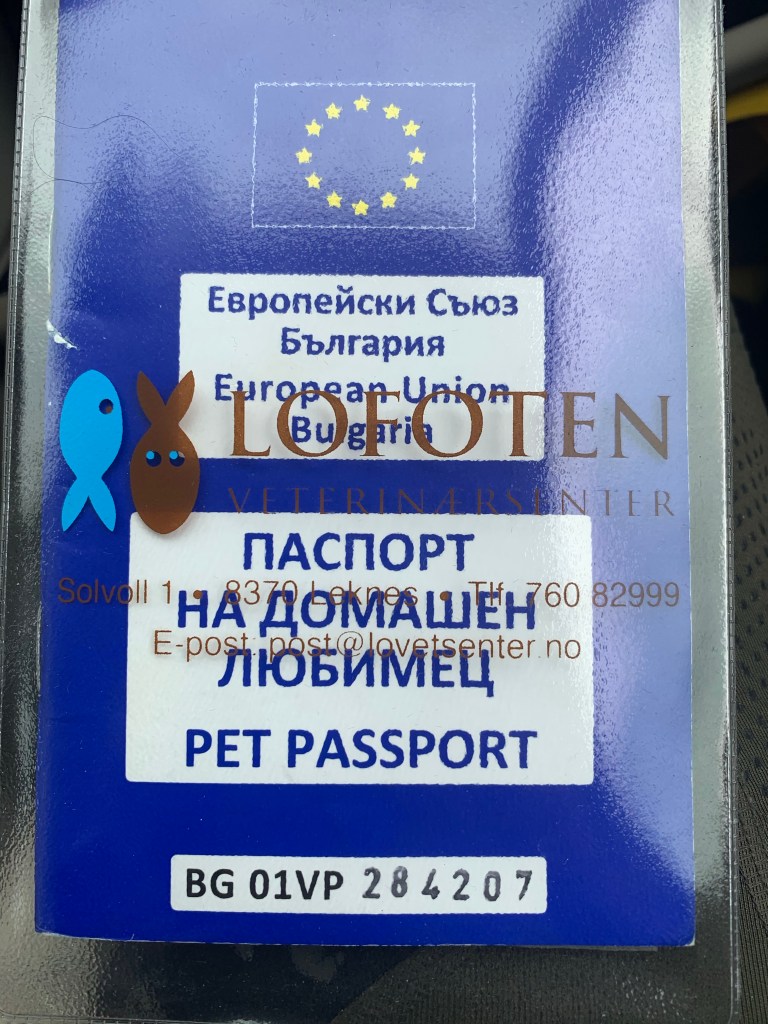 Европейски Съюз
България
European Union
Bulgaria
LOFOTEN
VETERINÆRSENTER
ПАСПОРТ
Solvoll 1 • 8370 Leknes • Tlf. 760 82999
НА ДОМАШЕН
E-post: post@lovetsenter.no
ЛЮБИМЕЦ
PET PASSPORT
BG 01VP 284207